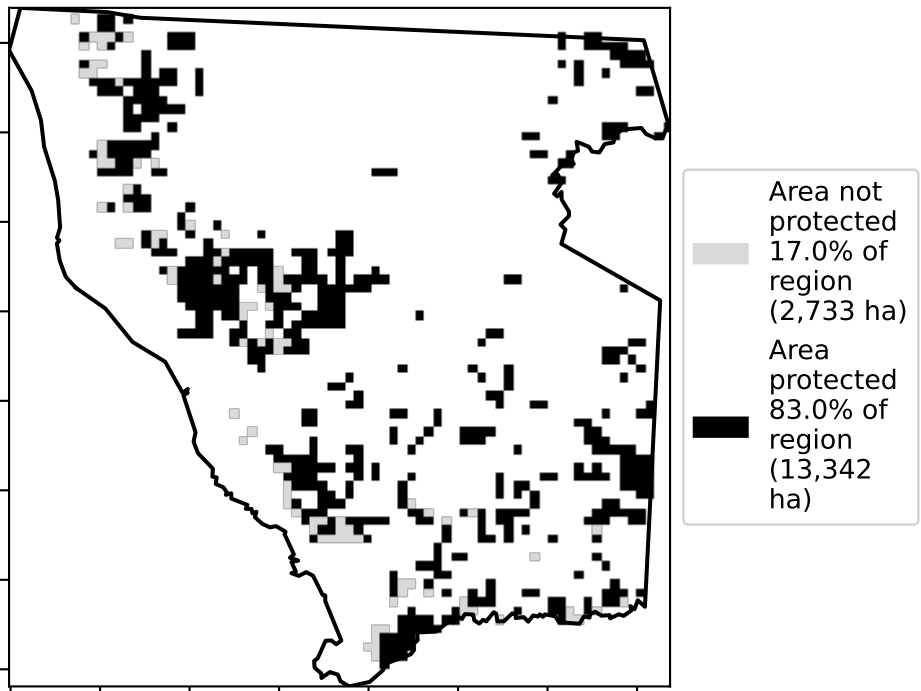 Area not
protected
17.0% of
region
(2,733 ha)
Area
protected
83.0% of
region
(13,342
ha)